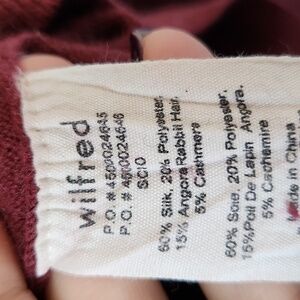 wilfred
P.O # 4500024645
P.O. # 4500024646
SCIO
60% Silk, 20% Polyester,
15% Angora Rabbit Hair,
5% Cashmere
60% Soie, 20% Polyester,
15%Poil De Lapin Angora,
5% Cachemire
Made in China